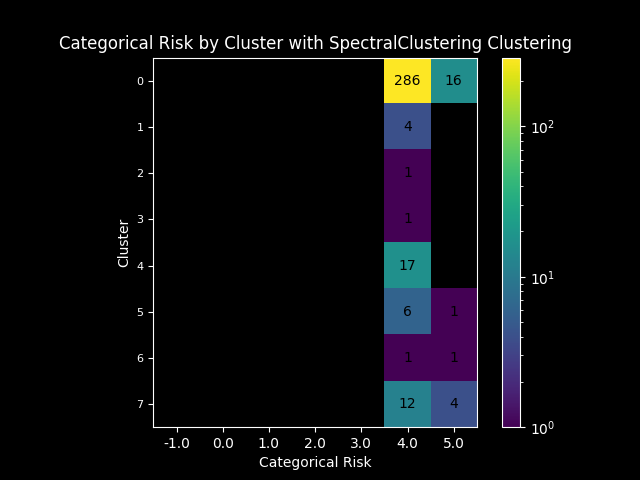 Categorical Risk by Cluster with SpectralClustering Clustering
0 286 16
1 4
2 1
3 1
4 17
5 6 1
6 1 1
7 12 4
Cluster
-1.0 0.0 1.0 2.0 3.0 4.0 5.0
Categorical Risk
10²
10¹
10⁰